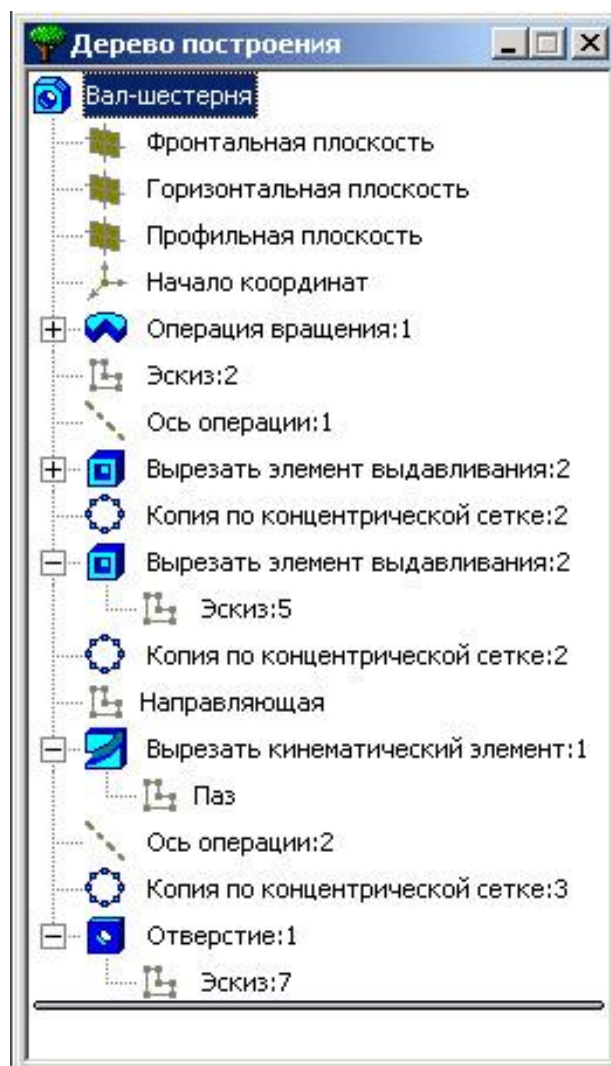 Дерево построения
Вал-шестерня
Фронтальная плоскость
Горизонтальная плоскость
Профильная плоскость
Начало координат
Операция вращения:1
Эскиз:2
Ось операции:1
Вырезать элемент выдавливания:2
Копия по концентрической сетке:2
Вырезать элемент выдавливания:2
Эскиз:5
Копия по концентрической сетке:2
Направляющая
Вырезать кинематический элемент:1
Паз
Ось операции:2
Копия по концентрической сетке:3
Отверстие:1
Эскиз:7